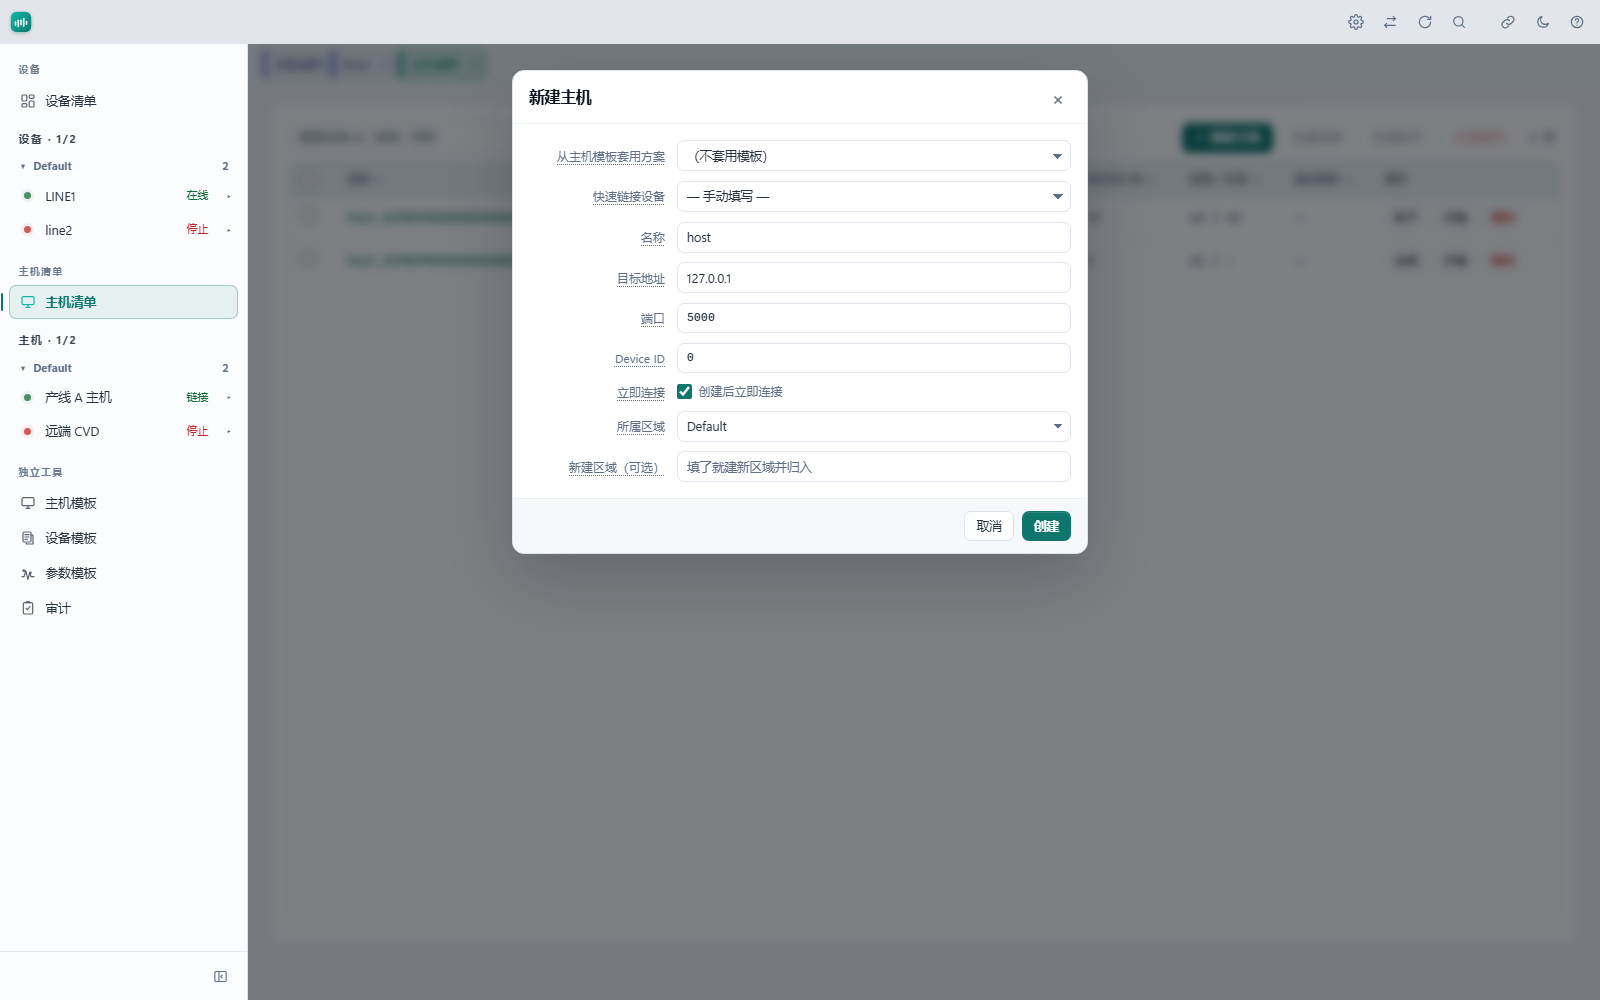 设备
设备清单
设备 · 1/2
Default 2
LINE1 在线
line2 停止
主机清单
主机清单
主机 · 1/2
Default 2
产线 A 主机 链接
远端 CVD 停止
独立工具
主机模板
设备模板
参数模板
审计
新建主机
从主机模板套用方案 （不套用模板）
快速链接设备 — 手动填写 —
名称 host
目标地址 127.0.0.1
端口 5000
Device ID 0
立即连接 创建后立即连接
所属区域 Default
新建区域（可选） 填了就建新区域并归入
取消 创建